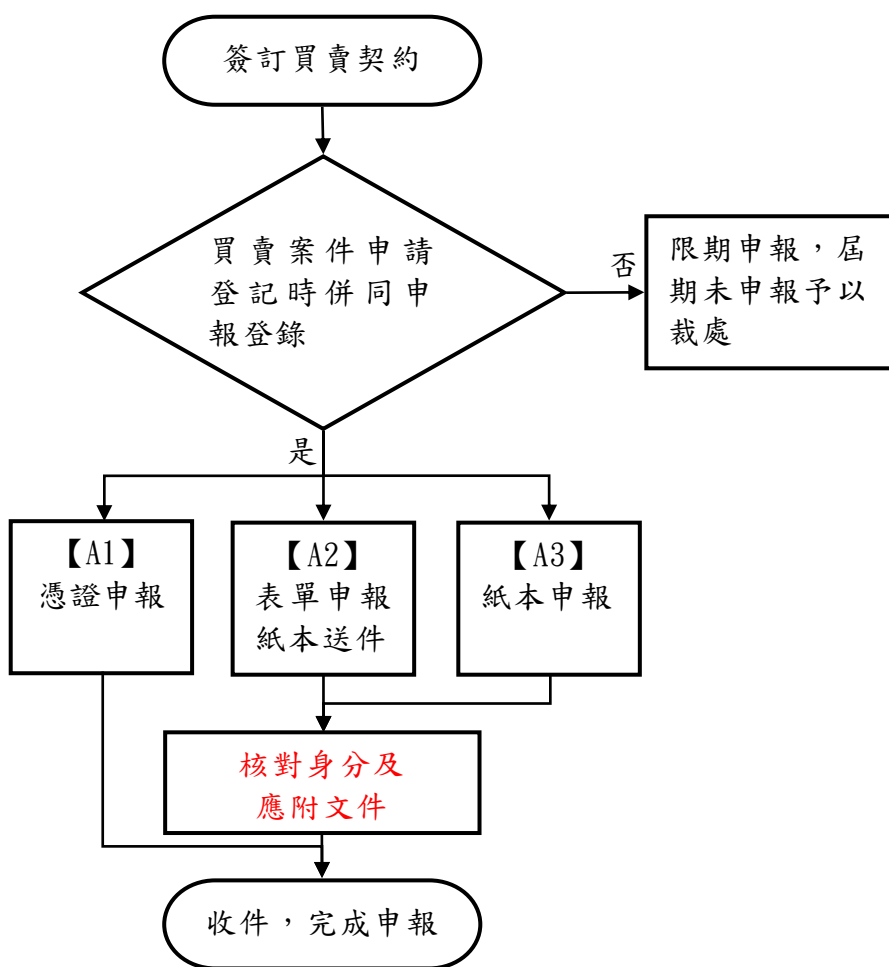 簽訂買賣契約
買賣案件申請
登記時併同申
報登錄
否
限期申報，屆
期未申報予以
裁處
是
【A1】
憑證申報
【A2】
表單申報
紙本送件
【A3】
紙本申報
核對身分及
應附文件
收件，完成申報